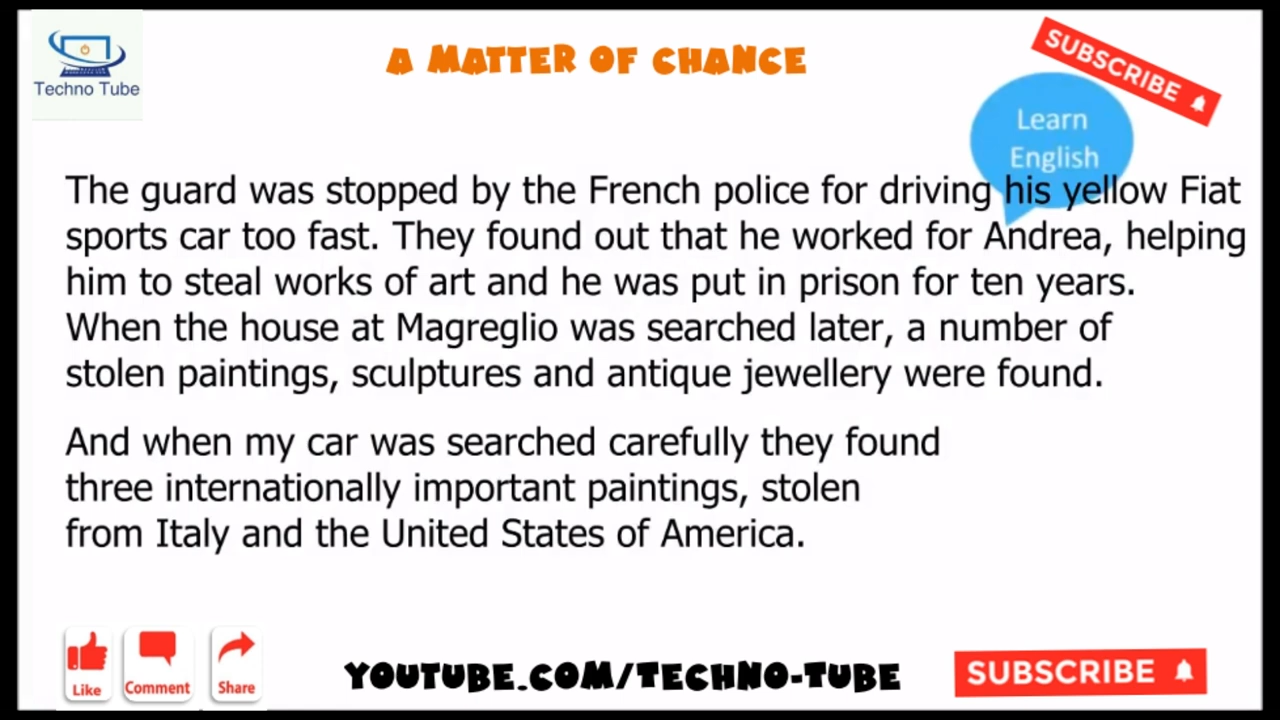 Techno Tube
A MATTER OF CHANCE
SUBSCRIBE
Learn
English
The guard was stopped by the French police for driving his yellow Fiat
sports car too fast. They found out that he worked for Andrea, helping
him to steal works of art and he was put in prison for ten years.
When the house at Magreglio was searched later, a number of
stolen paintings, sculptures and antique jewellery were found.
And when my car was searched carefully they found
three internationally important paintings, stolen
from Italy and the United States of America.
Like
Comment
Share
YOUTUBE.COM/TECHNO-TUBE
SUBSCRIBE